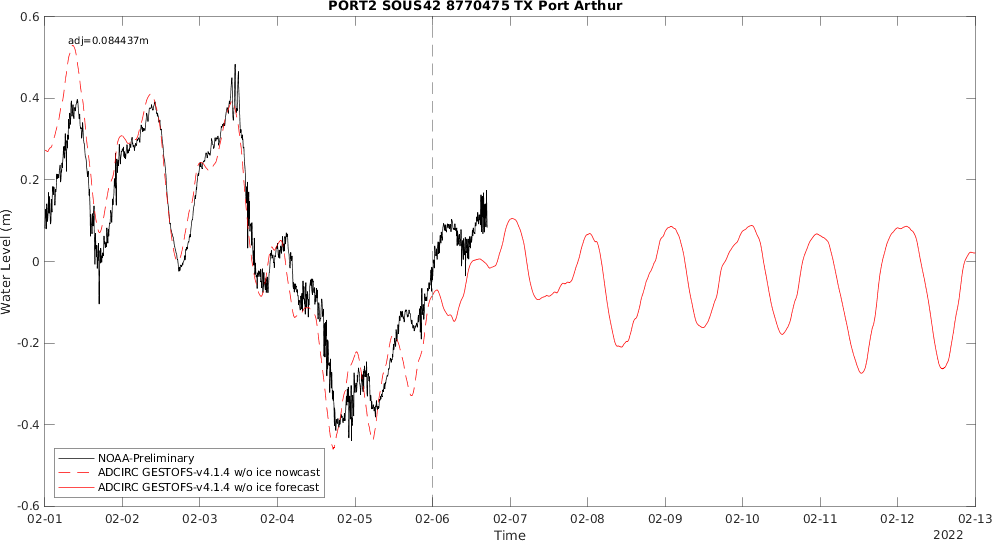 PORT2 SOUS42 8770475 TX Port Arthur
adj=0.084437m
0.6
0.4
0.2
0
-0.2
-0.4
-0.6
Water Level (m)
NOAA-Preliminary
ADCIRC GESTOFS-v4.1.4 w/o ice nowcast
ADCIRC GESTOFS-v4.1.4 w/o ice forecast
02-01 02-02 02-03 02-04 02-05 02-06 02-07 02-08 02-09 02-10 02-11 02-12 02-13
Time
2022